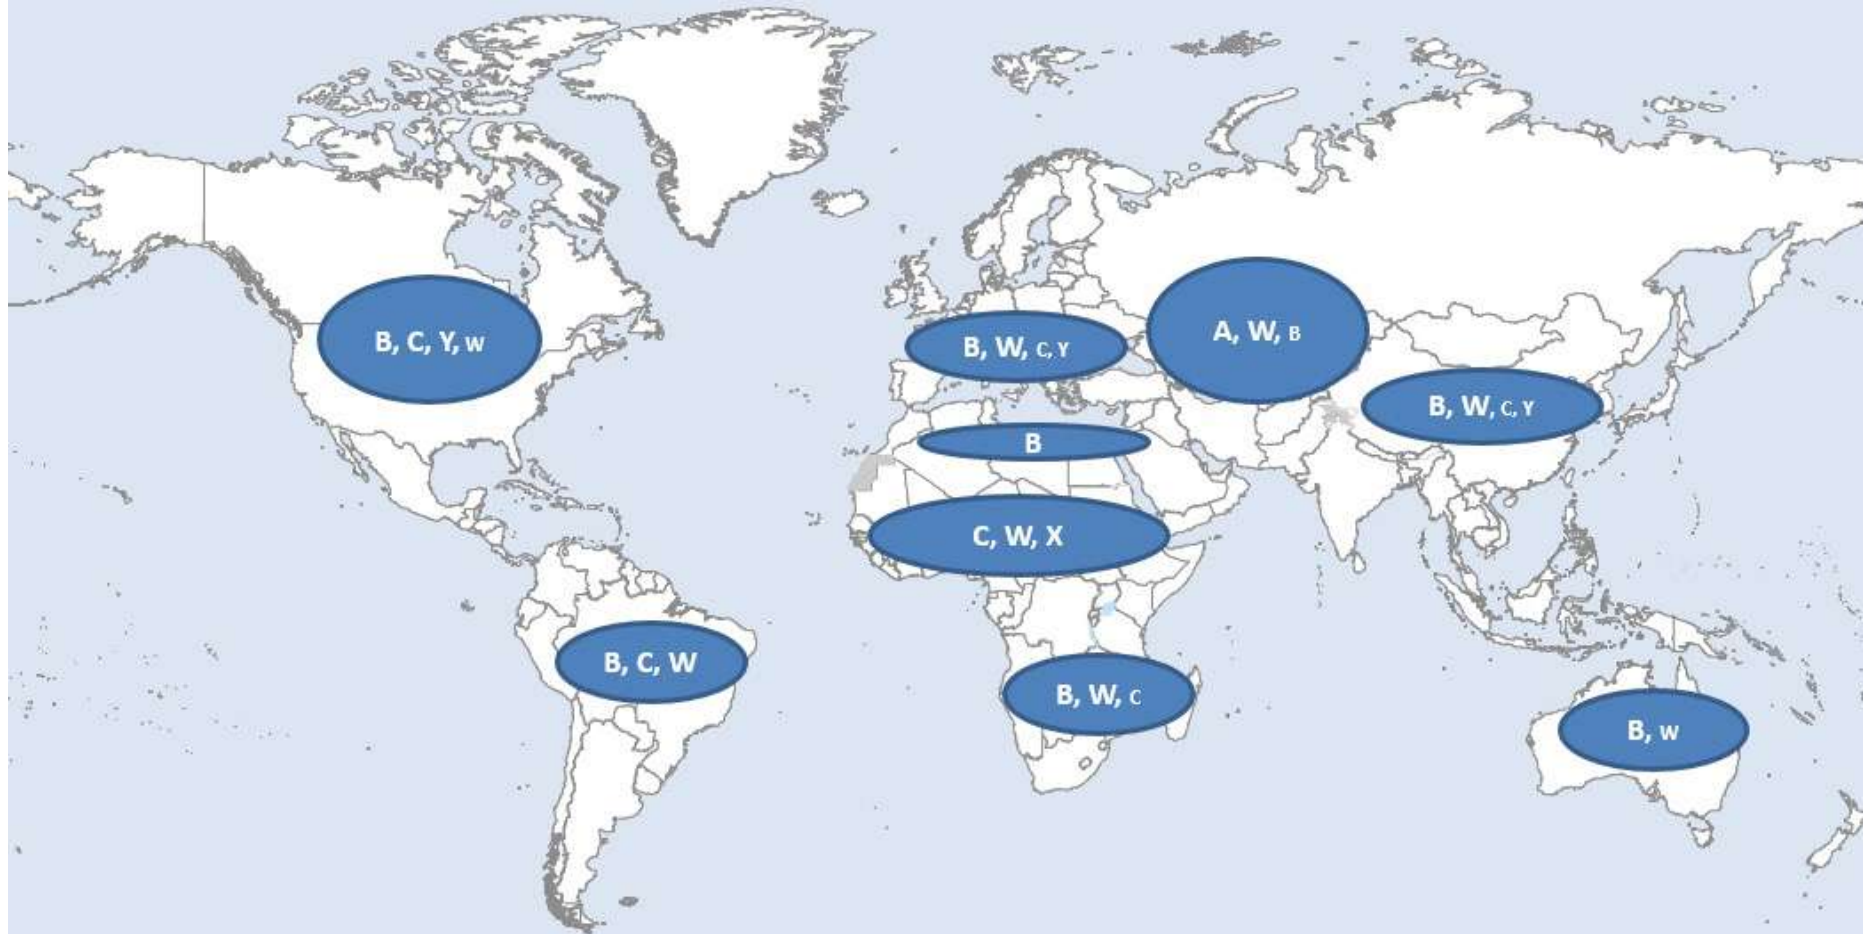 B, C, Y, W
B, W, C, Y
A, W, B
B, W, C, Y
B
C, W, X
B, C, W
B, W, C
B, W